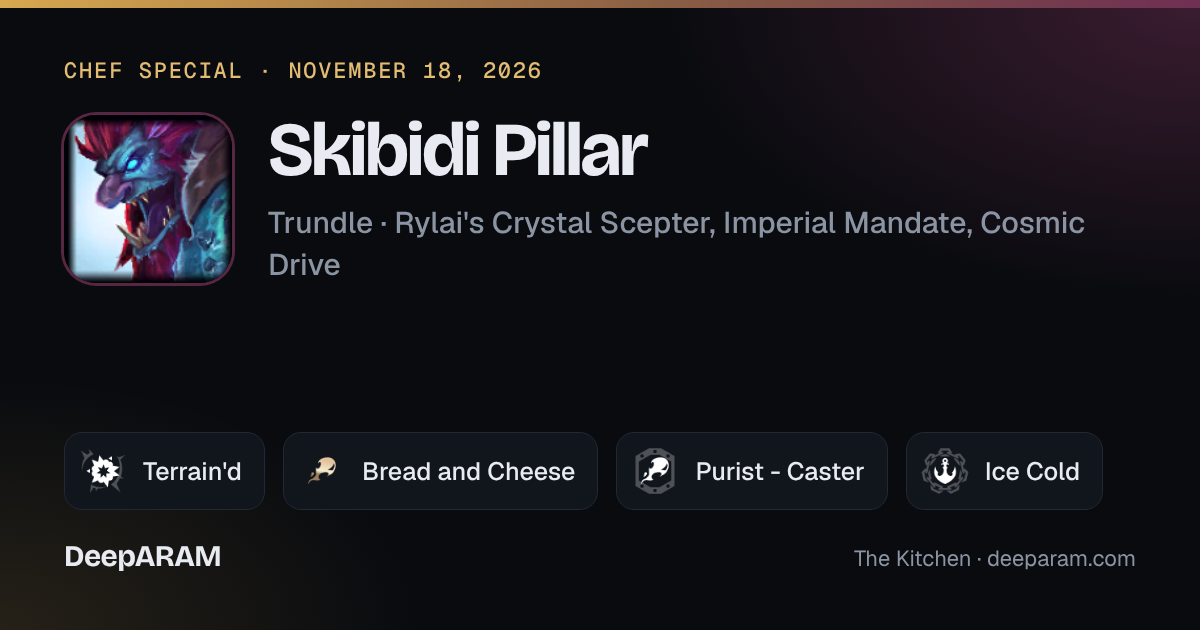 CHEF SPECIAL · NOVEMBER 18, 2026
Skibidi Pillar
Trundle · Rylai's Crystal Scepter, Imperial Mandate, Cosmic
Drive
Terrain'd
Bread and Cheese
Purist - Caster
Ice Cold
DeepARAM
The Kitchen · deeparam.com